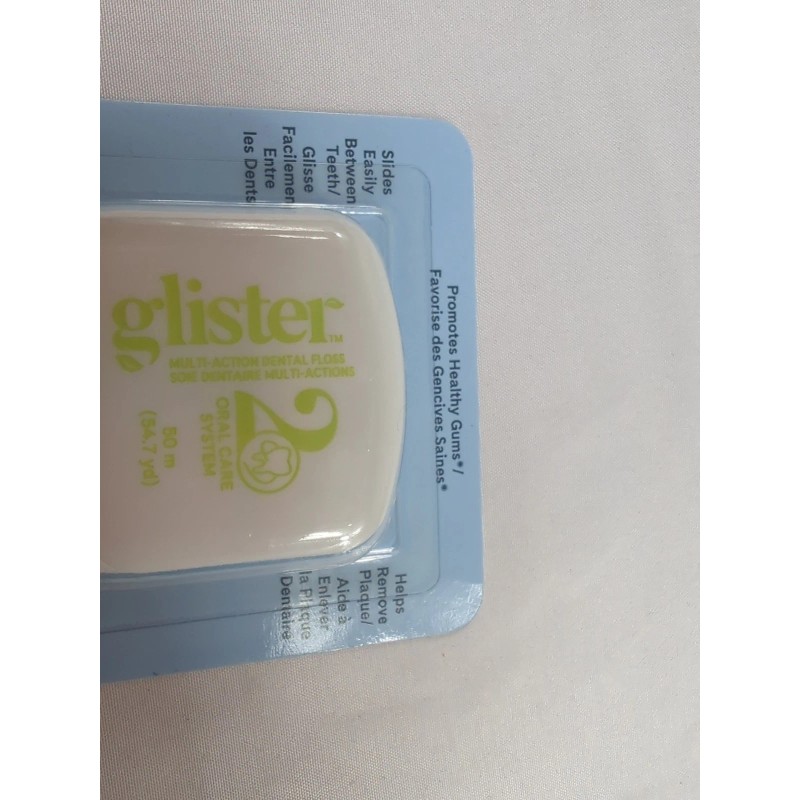 Promotes Healthy Gums*/
Favorise des Gencives Saines*
Slides
Easily
Between
Teeth/
Glisse
Facilemen
Entre
les Dents
glister™
MULTI-ACTION DENTAL FLOSS
SOIE DENTAIRE MULTI-ACTIONS
2
ORAL CARE
SYSTEM
50 m
(54.7 yd)
Helps
Remove
Plaque/
Aide à
Enlever
la Plaque
Dentaire